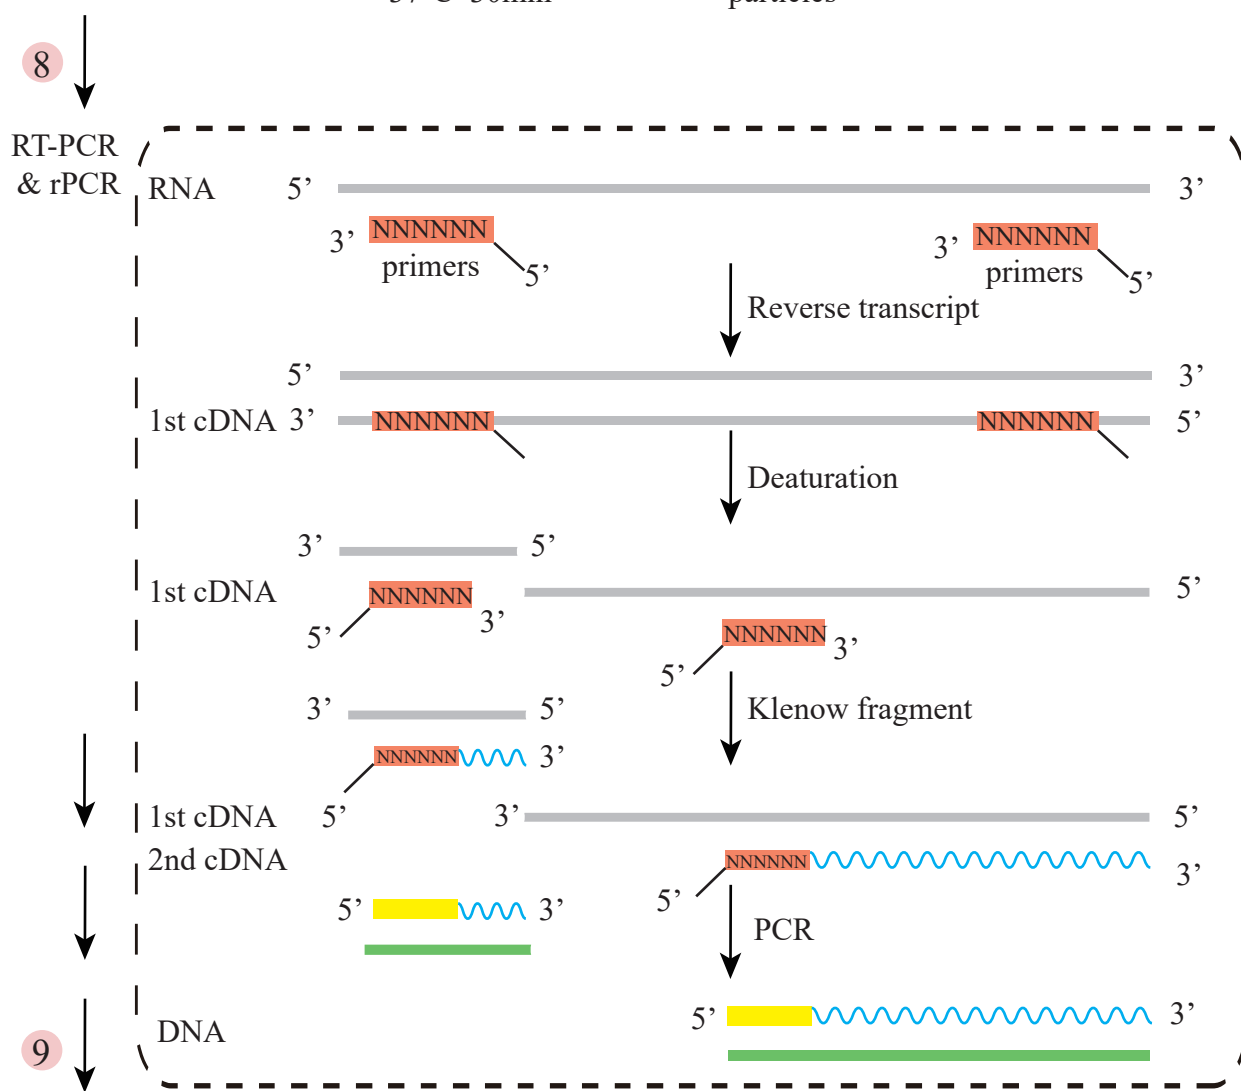 particles
8
RT-PCR
& rPCR
RNA 5’ 3’
3’ NNNNNN 3’ NNNNNN
primers 5’ primers 5’
Reverse transcript
5’ 3’
1st cDNA 3’ NNNNNN NNNNNN 5’
Deaturation
3’ 5’
1st cDNA NNNNNN 5’
5’ 3’ NNNNNN 3’
5’
3’ 5’ Klenow fragment
NNNNNN 3’
5’
1st cDNA 3’ 5’
2nd cDNA NNNNNN 3’
5’
5’ 3’ PCR
5’ 3’
DNA
9